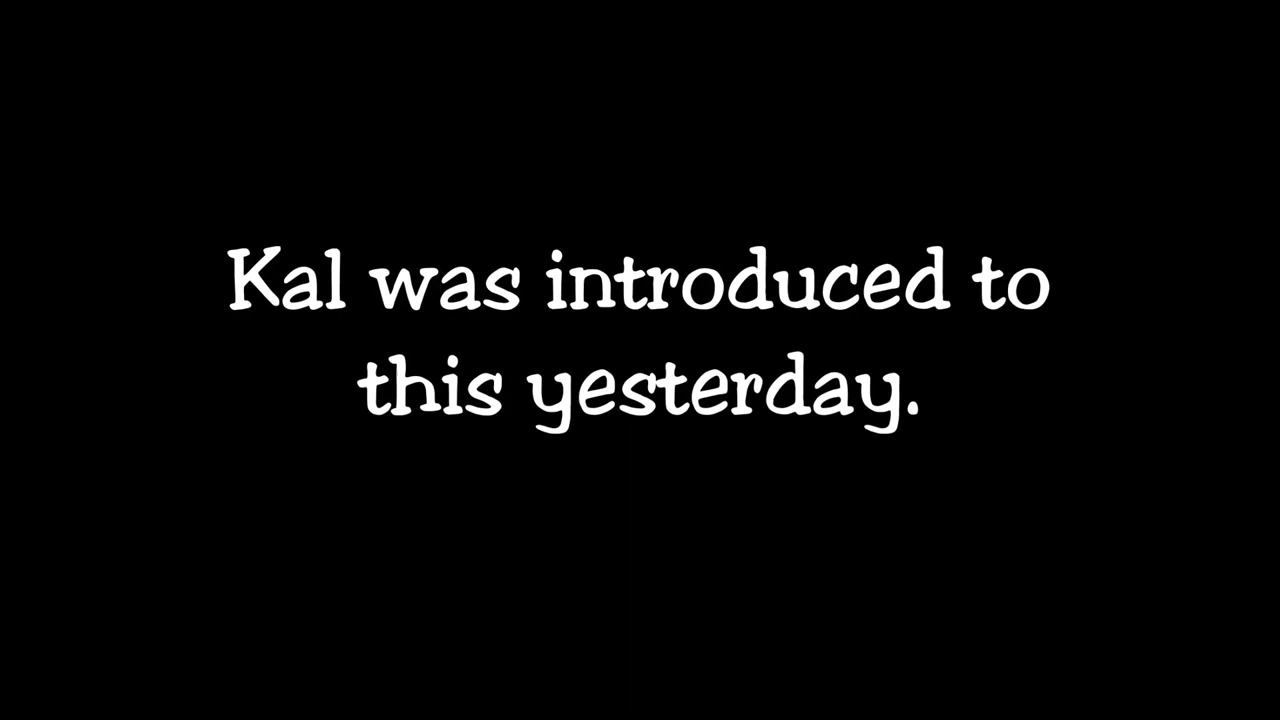 Kal was introduced to
this yesterday.